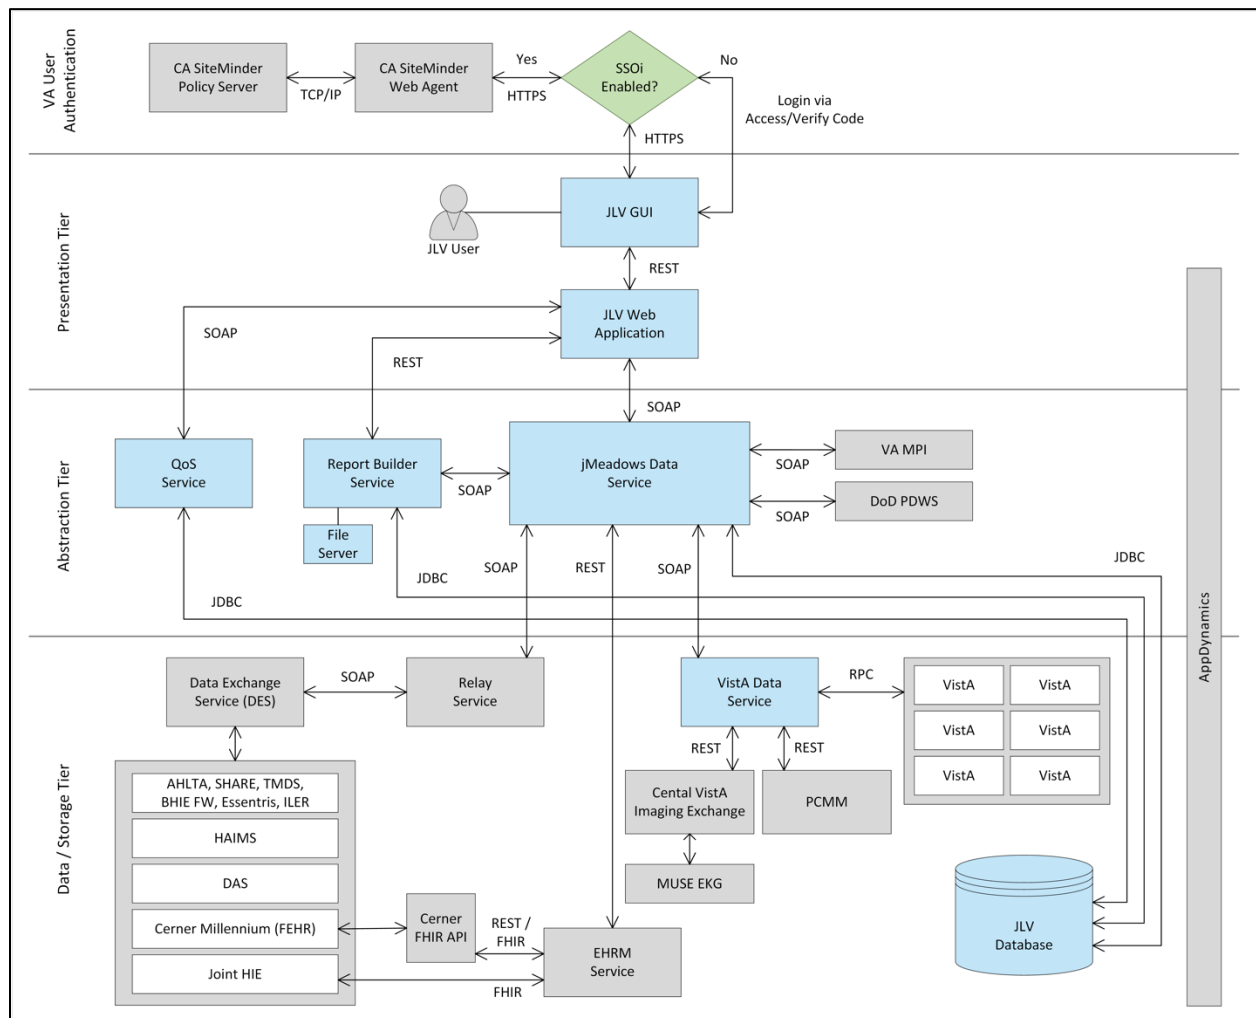 VA User
Authentication
CA SiteMinder
Policy Server
TCP/IP
CA SiteMinder
Web Agent
Yes
HTTPS
SSOi
Enabled?
No
Login via
Access/Verify Code
HTTPS
Presentation Tier
JLV User
JLV GUI
REST
JLV Web
Application
SOAP
REST
SOAP
Abstraction Tier
QoS
Service
Report Builder
Service
SOAP
File
Server
jMeadows Data
Service
SOAP
VA MPI
SOAP
DoD PDWS
SOAP
REST
SOAP
JDBC
JDBC
JDBC
AppDynamics
Data / Storage Tier
Data Exchange
Service (DES)
SOAP
Relay
Service
VistA Data
Service
RPC
VistA
VistA
VistA
VistA
VistA
VistA
REST
REST
Cental VistA
Imaging Exchange
PCMM
MUSE EKG
AHLTA, SHARE, TMDS,
BHIE FW, Essentris, ILER
HAIMS
DAS
Cerner Millennium (FEHR)
Joint HIE
Cerner
FHIR API
REST /
FHIR
FHIR
EHRM
Service
JLV
Database